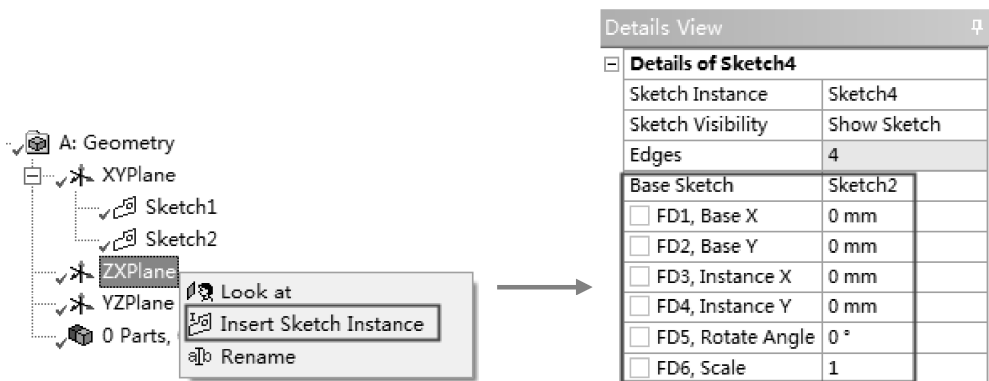 A: Geometry
XYPlane
Sketch1
Sketch2
ZXPlane
YZPlane
0 Parts,
Look at
Insert Sketch Instance
Rename
Details View
Details of Sketch4
Sketch Instance Sketch4
Sketch Visibility Show Sketch
Edges 4
Base Sketch Sketch2
FD1, Base X 0 mm
FD2, Base Y 0 mm
FD3, Instance X 0 mm
FD4, Instance Y 0 mm
FD5, Rotate Angle 0 °
FD6, Scale 1